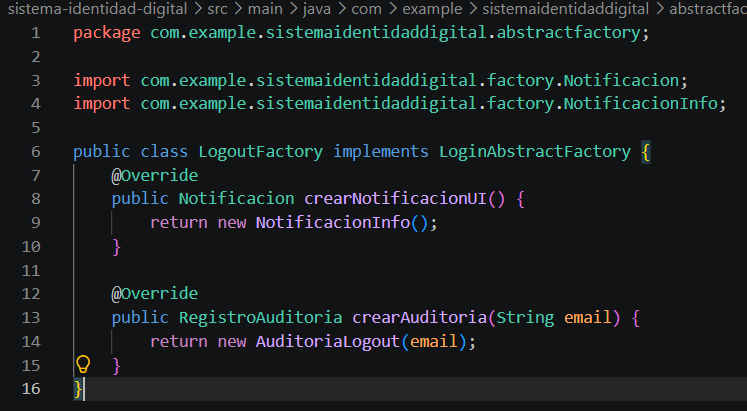 sistema-identidad-digital > src > main > java > com > example > sistemaidentidaddigital > abstractfac
1 package com.example.sistemaidentidaddigital.abstractfactory;
2
3 import com.example.sistemaidentidaddigital.factory.Notificacion;
4 import com.example.sistemaidentidaddigital.factory.NotificacionInfo;
5
6 public class LogoutFactory implements LoginAbstractFactory {
7     @Override
8     public Notificacion crearNotificacionUI() {
9         return new NotificacionInfo();
10     }
11
12     @Override
13     public RegistroAuditoria crearAuditoria(String email) {
14         return new AuditoriaLogout(email);
15     }
16 }